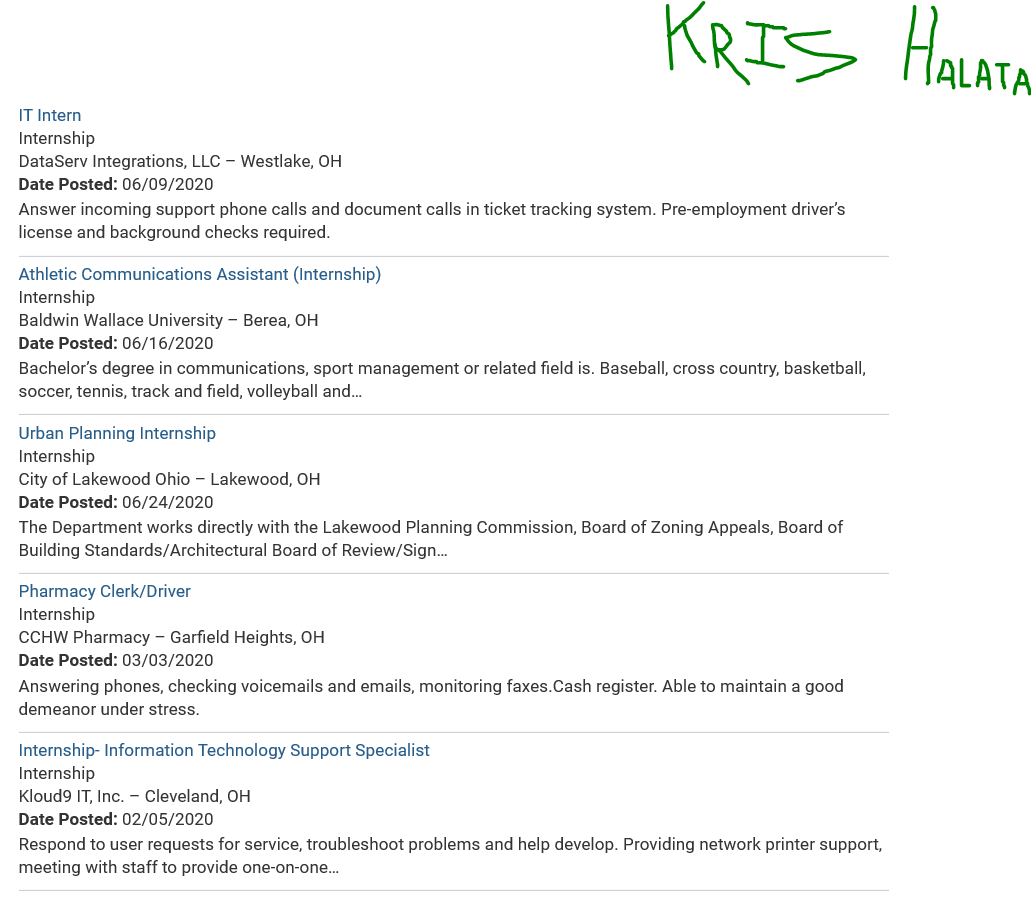 KRIS HALATA
IT Intern
Internship
DataServ Integrations, LLC – Westlake, OH
Date Posted: 06/09/2020
Answer incoming support phone calls and document calls in ticket tracking system. Pre-employment driver’s
license and background checks required.
Athletic Communications Assistant (Internship)
Internship
Baldwin Wallace University – Berea, OH
Date Posted: 06/16/2020
Bachelor’s degree in communications, sport management or related field is. Baseball, cross country, basketball,
soccer, tennis, track and field, volleyball and…
Urban Planning Internship
Internship
City of Lakewood Ohio – Lakewood, OH
Date Posted: 06/24/2020
The Department works directly with the Lakewood Planning Commission, Board of Zoning Appeals, Board of
Building Standards/Architectural Board of Review/Sign…
Pharmacy Clerk/Driver
Internship
CCHW Pharmacy – Garfield Heights, OH
Date Posted: 03/03/2020
Answering phones, checking voicemails and emails, monitoring faxes.Cash register. Able to maintain a good
demeanor under stress.
Internship- Information Technology Support Specialist
Internship
Kloud9 IT, Inc. – Cleveland, OH
Date Posted: 02/05/2020
Respond to user requests for service, troubleshoot problems and help develop. Providing network printer support,
meeting with staff to provide one-on-one…